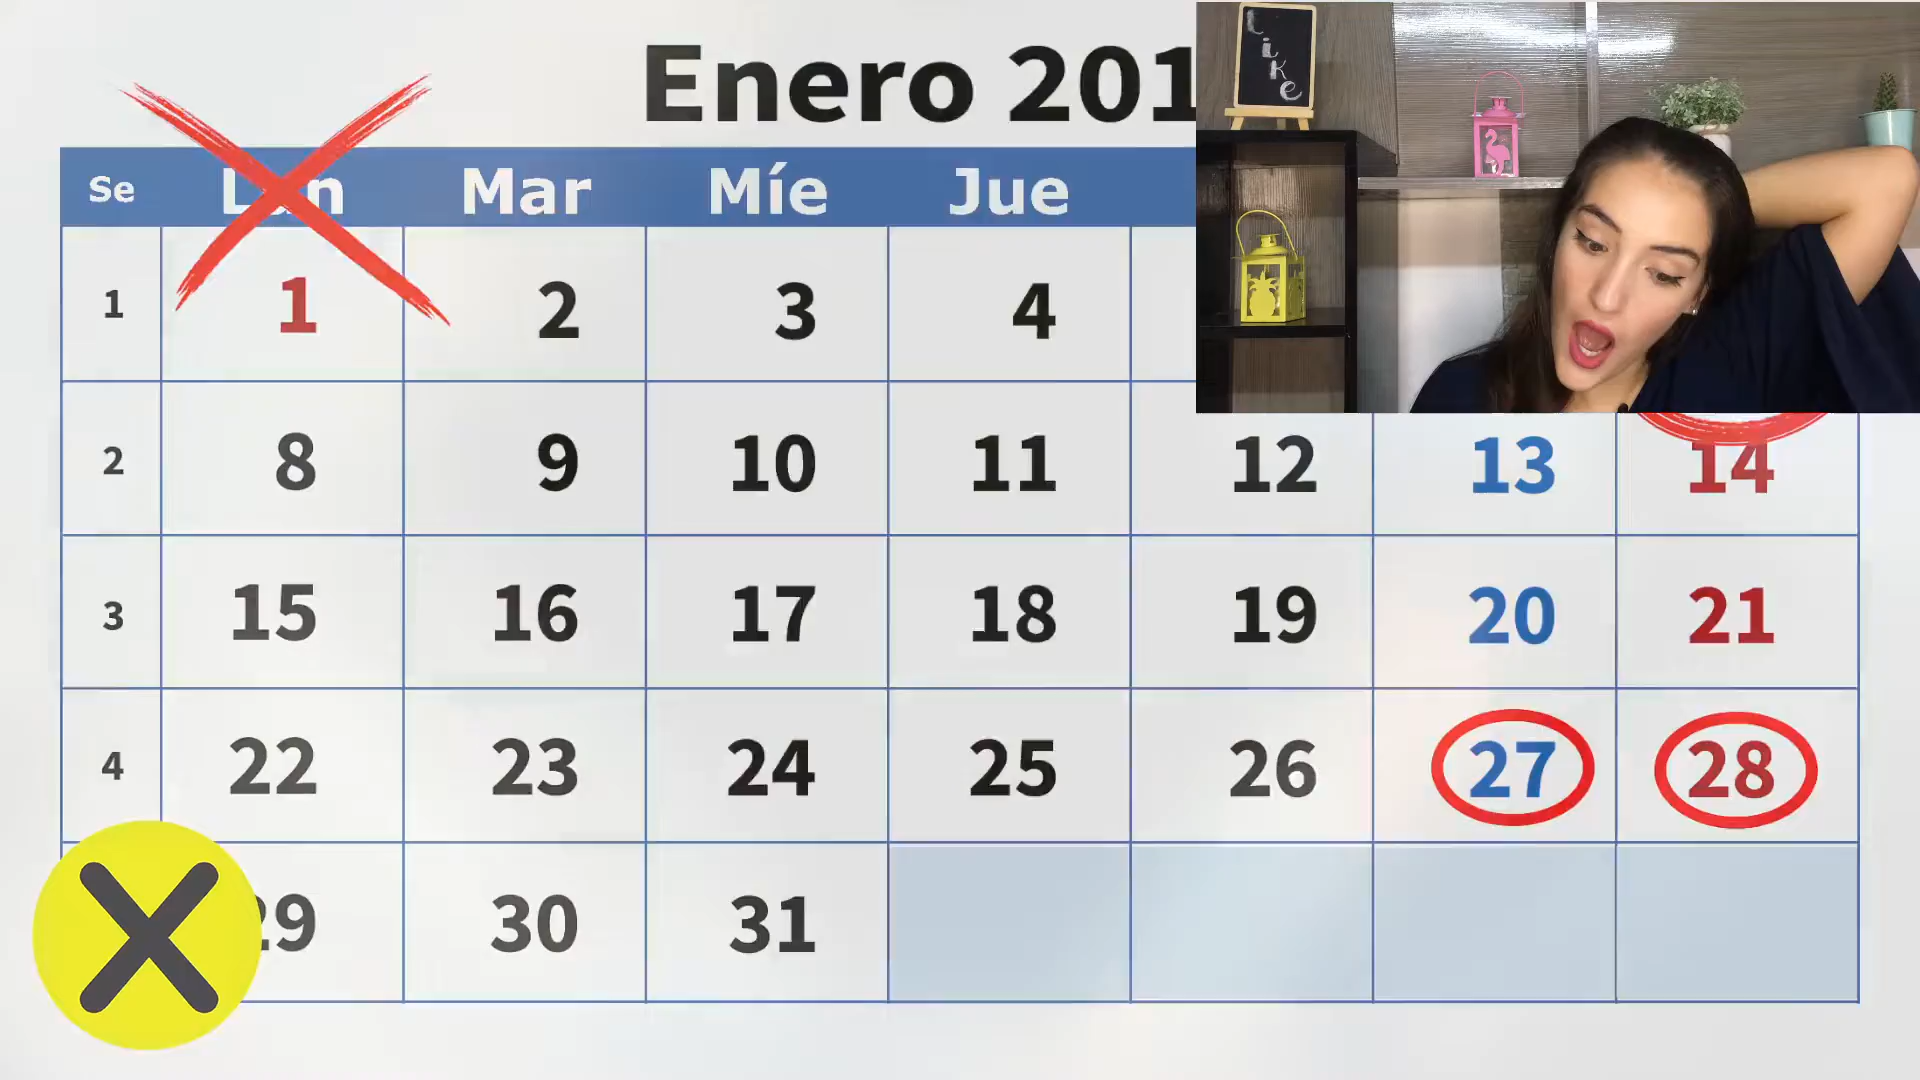 Enero 201
Like
Se Lun Mar Míe Jue
1 1 2 3 4
2 8 9 10 11 12 13 14
3 15 16 17 18 19 20 21
4 22 23 24 25 26 27 28
29 30 31